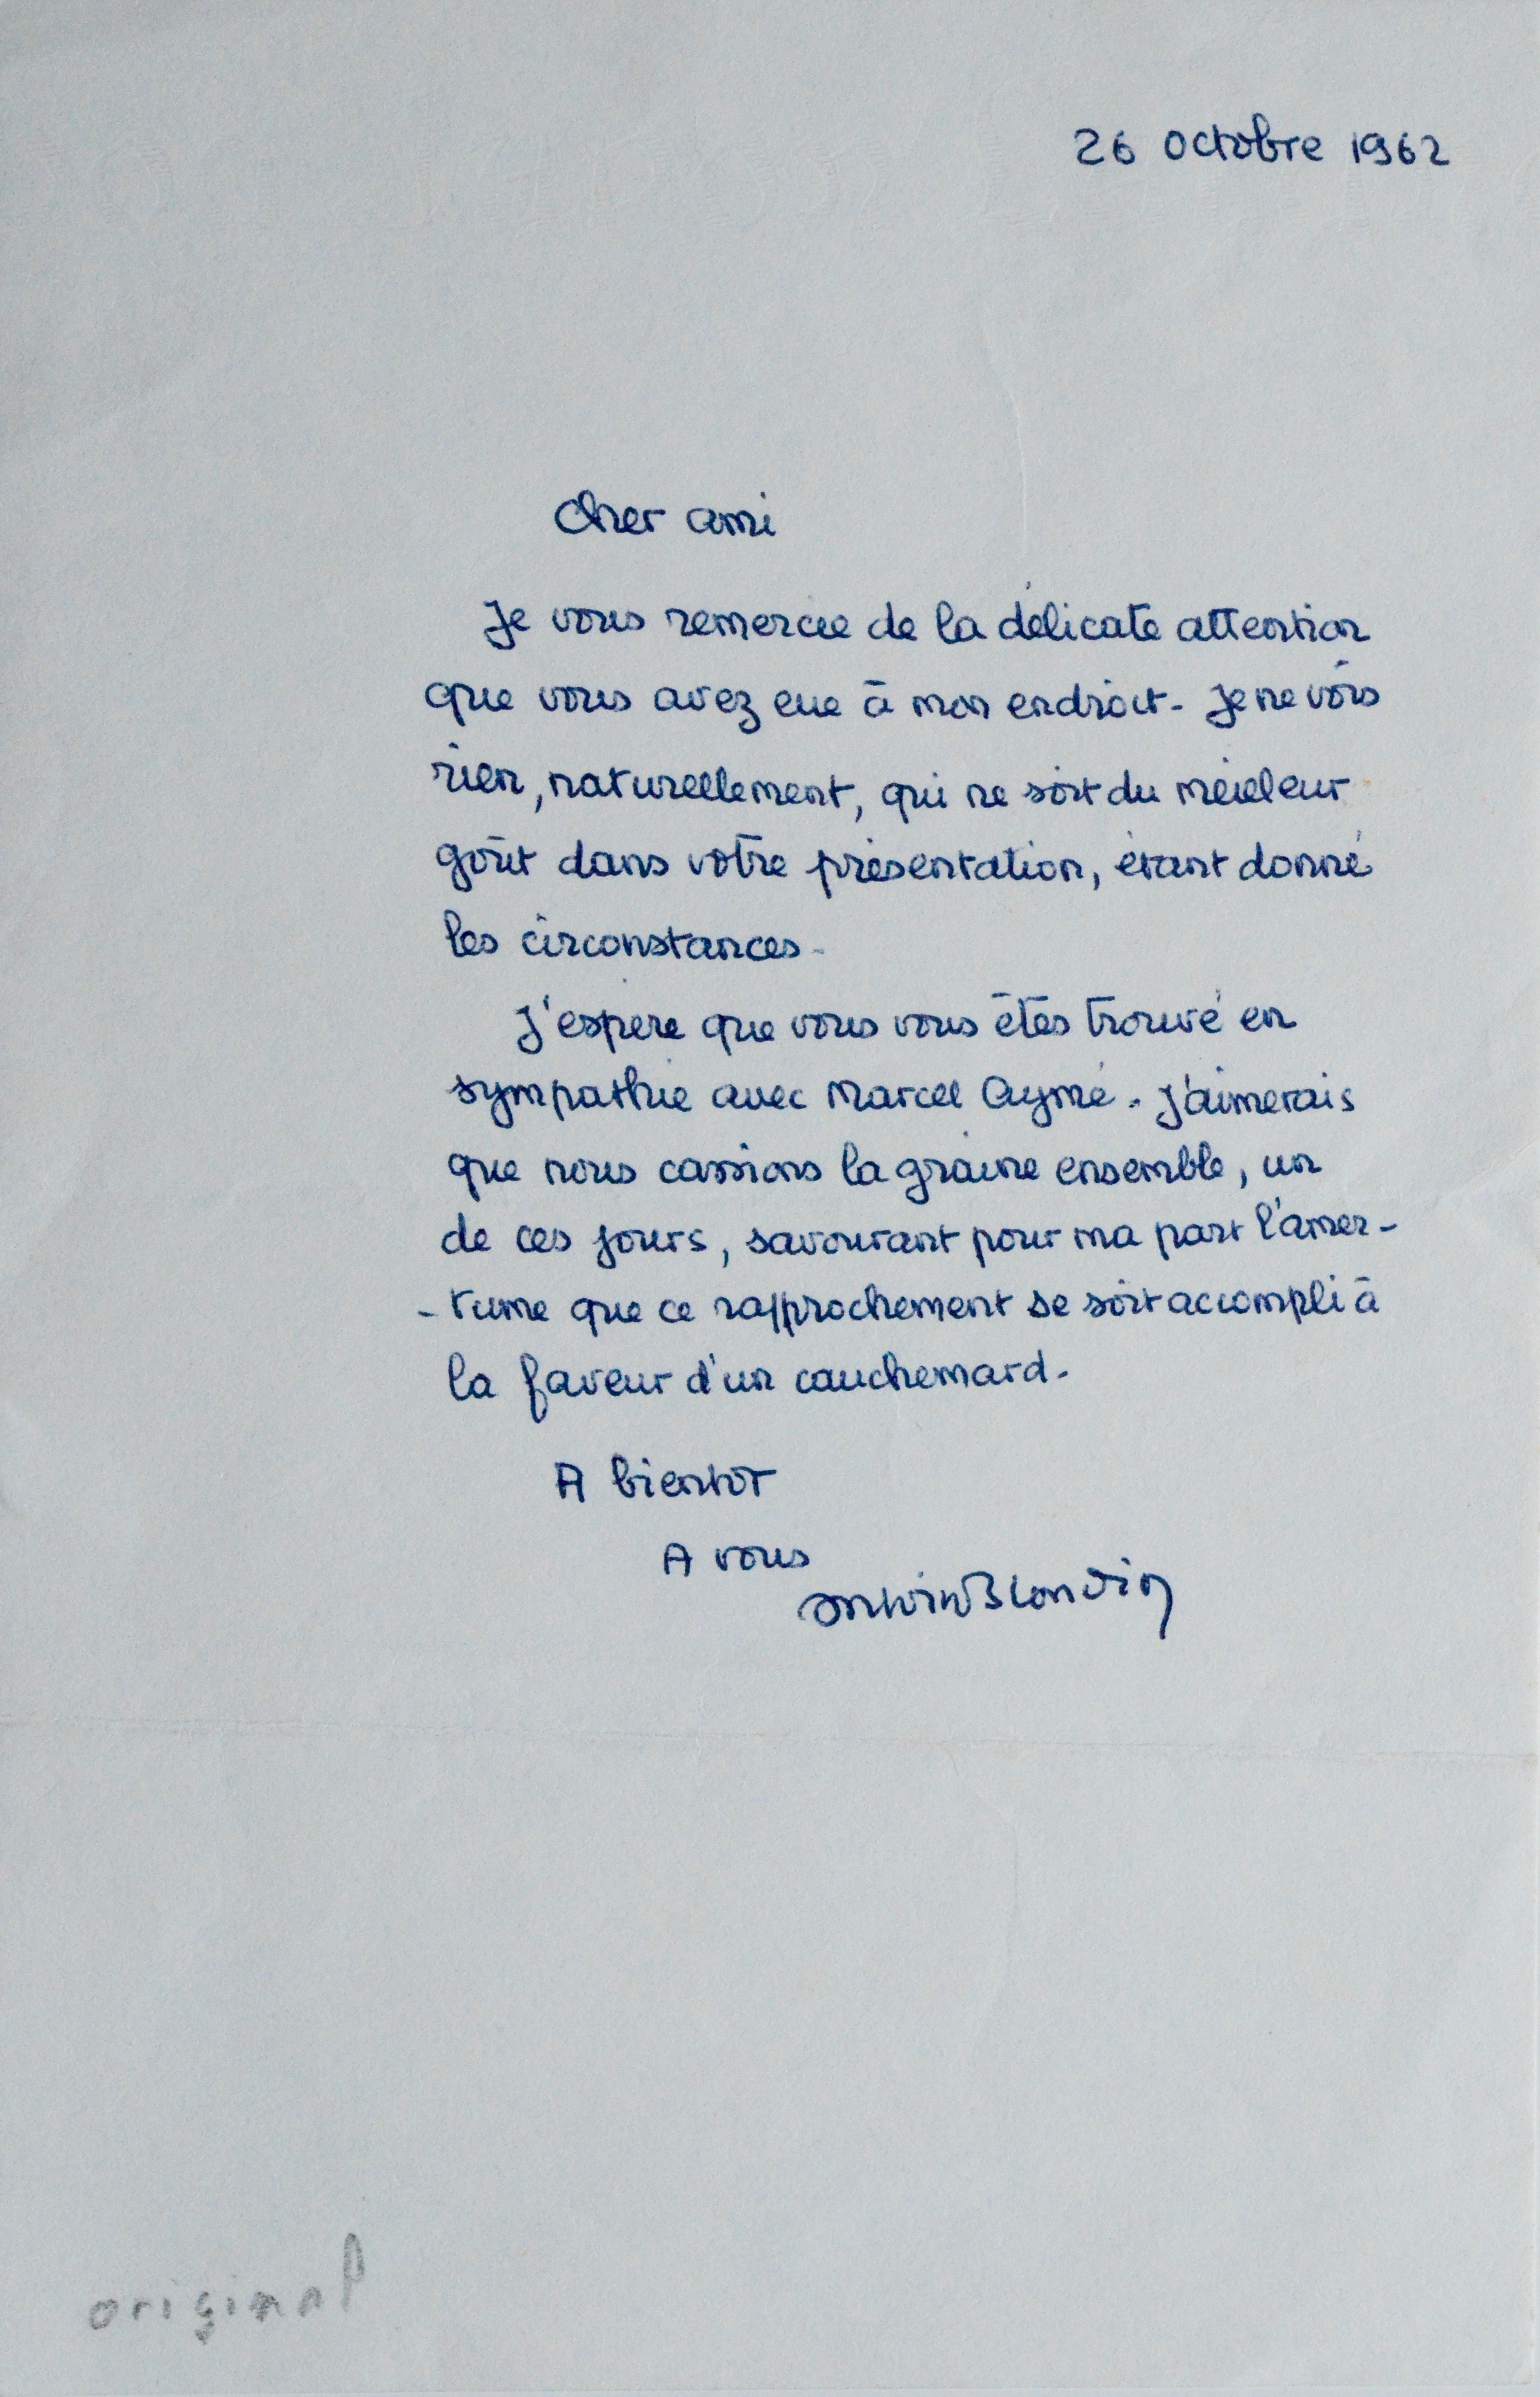 26 Octobre 1962
Cher ami
Je vous remercie de la délicate attention
que vous avez eue à mon endroit. Je ne vois
rien, naturellement, qui ne soit du meilleur
goût dans votre présentation, étant donné
les circonstances.
J'espère que vous vous êtes trouvé en
sympathie avec Marcel Aymé. J'aimerais
que nous cassions la graine ensemble, un
de ces jours, savourant pour ma part l'amer-
-tume que ce rapprochement se soit accompli à
la faveur d'un cauchemard.
A bientôt
A vous
Antoine Blondin
original